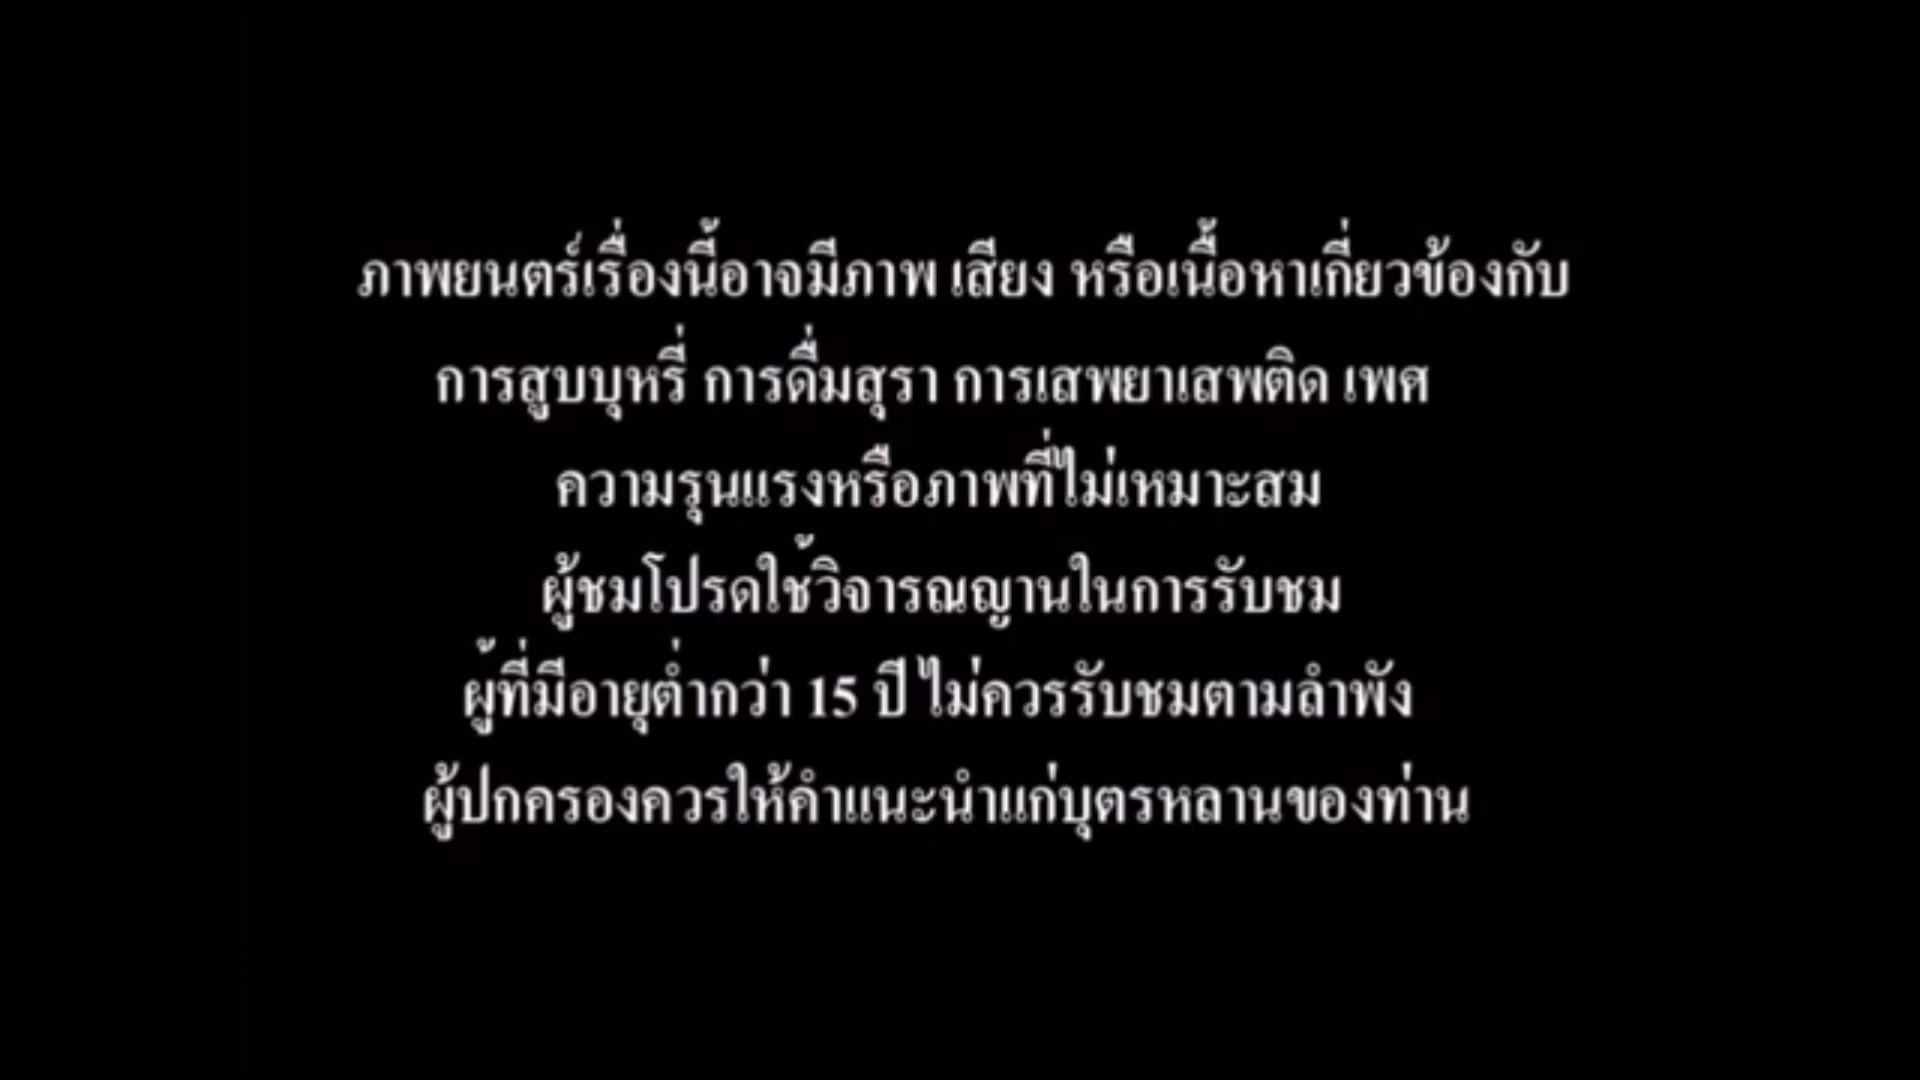 ภาพยนตร์เรื่องนี้อาจมีภาพ เสียง หรือเนื้อหาเกี่ยวข้องกับ
การสูบบุหรี่ การดื่มสุรา การเสพยาเสพติด เพศ
ความรุนแรงหรือภาพที่ไม่เหมาะสม
ผู้ชมโปรดใช้วิจารณญานในการรับชม
ผู้ที่มีอายุต่ำกว่า 15 ปี ไม่ควรรับชมตามลำพัง
ผู้ปกครองควรให้คำแนะนำแก่บุตรหลานของท่าน